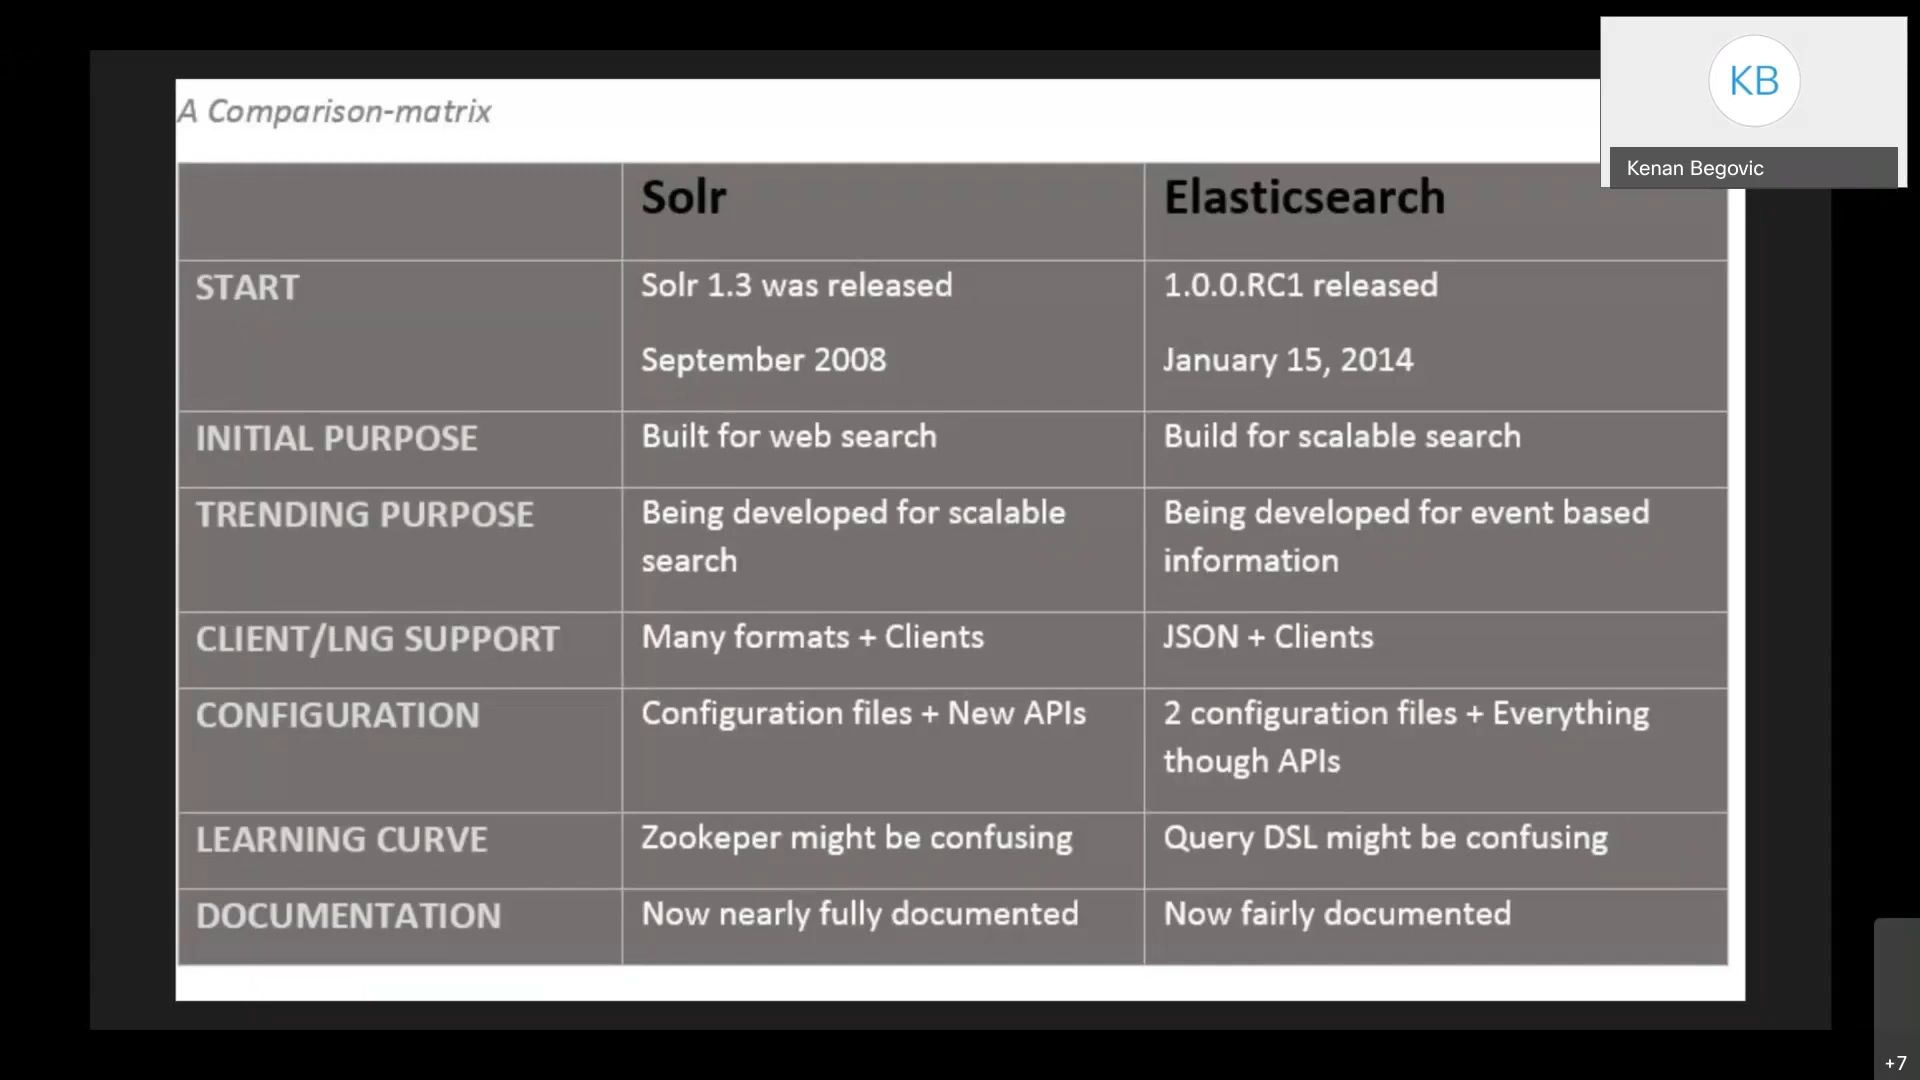 KB
Kenan Begovic
A Comparison-matrix
Solr
Elasticsearch
START
Solr 1.3 was released
September 2008
1.0.0.RC1 released
January 15, 2014
INITIAL PURPOSE
Built for web search
Build for scalable search
TRENDING PURPOSE
Being developed for scalable
search
Being developed for event based
information
CLIENT/LNG SUPPORT
Many formats + Clients
JSON + Clients
CONFIGURATION
Configuration files + New APIs
2 configuration files + Everything
though APIs
LEARNING CURVE
Zookeper might be confusing
Query DSL might be confusing
DOCUMENTATION
Now nearly fully documented
Now fairly documented
+7